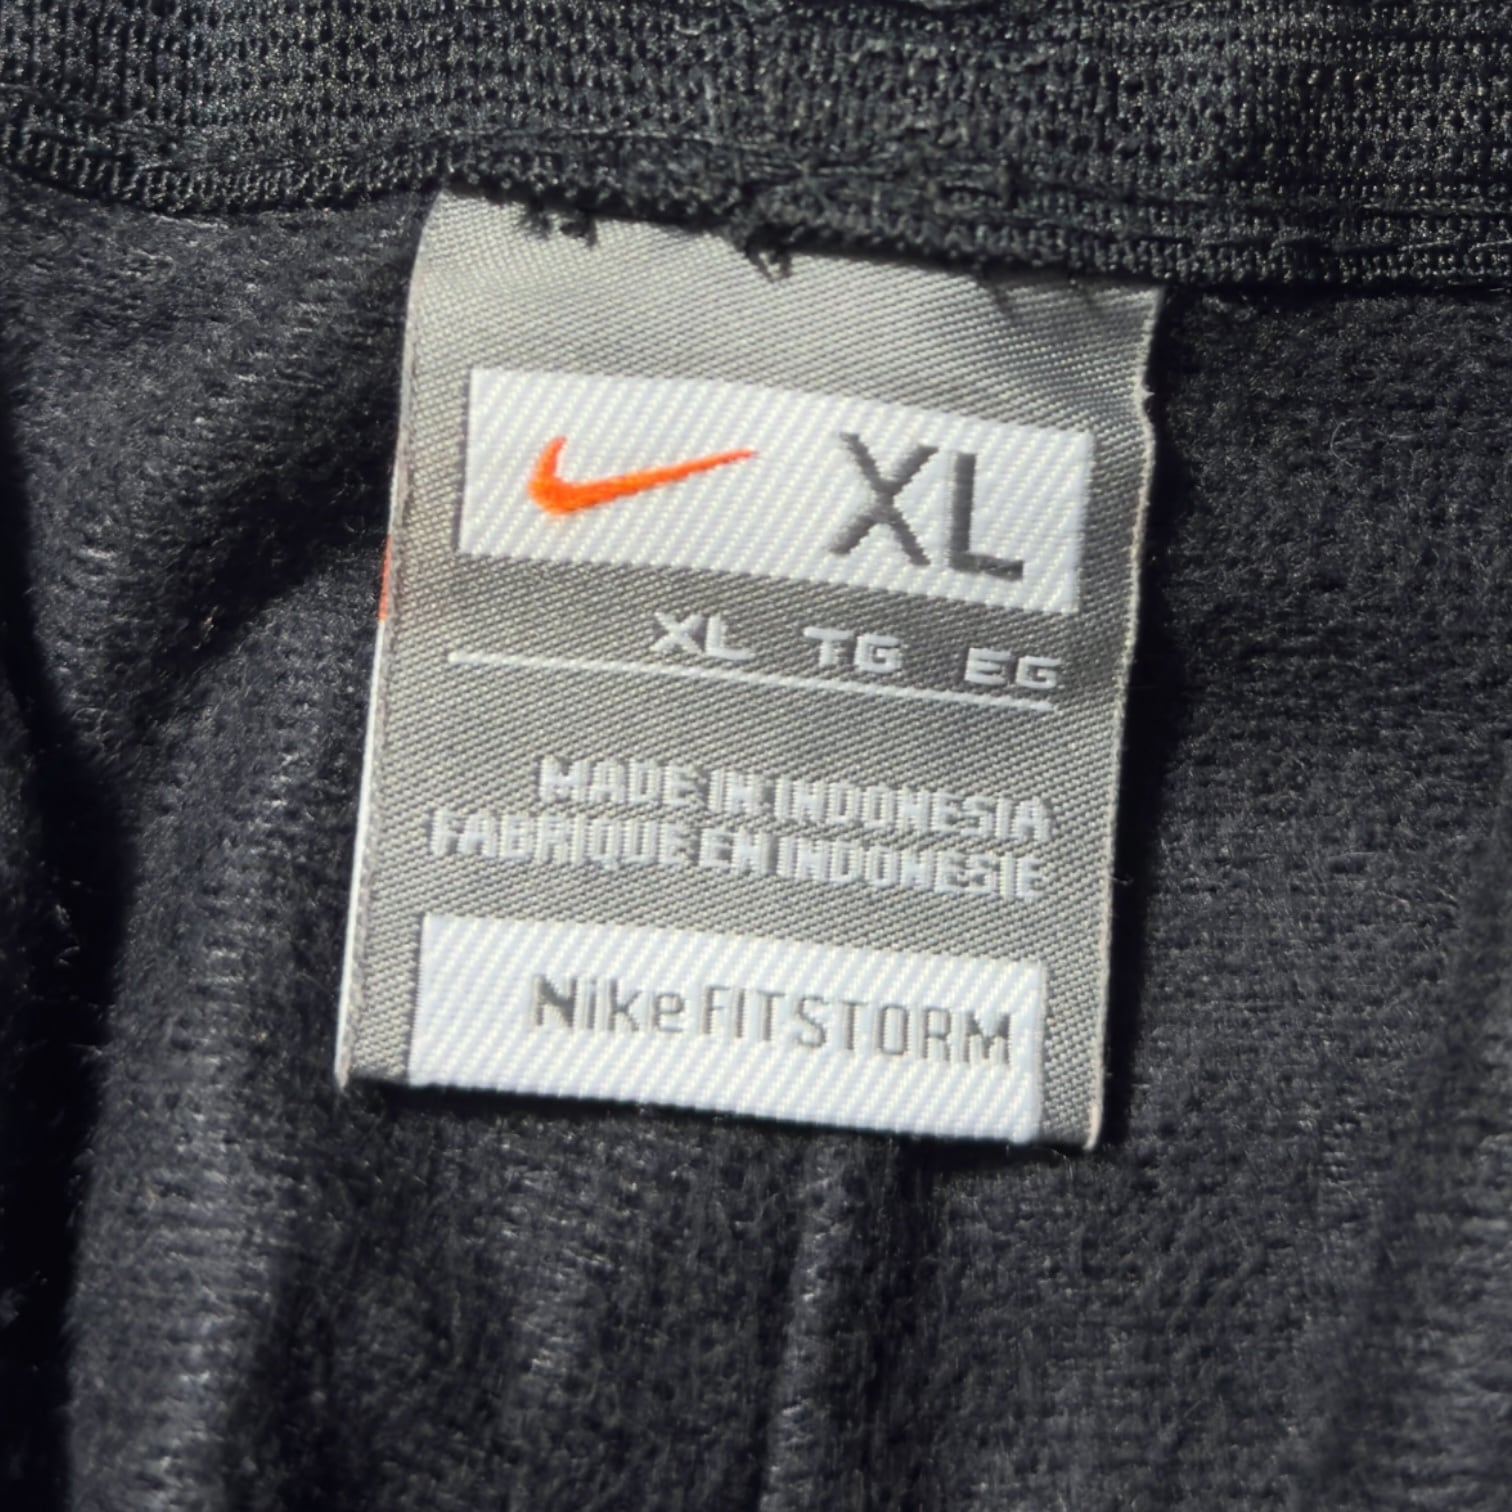 XL
XL TG EG
MADE IN INDONESIA
FABRIQUE EN INDONESIE
Nike FITSTORM